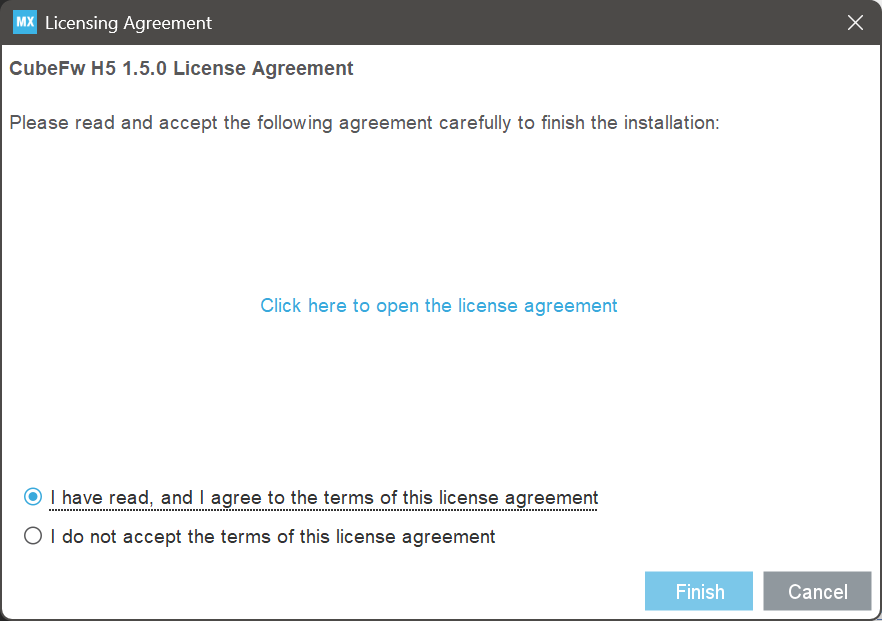 MX Licensing Agreement
CubeFw H5 1.5.0 License Agreement
Please read and accept the following agreement carefully to finish the installation:
Click here to open the license agreement
I have read, and I agree to the terms of this license agreement
I do not accept the terms of this license agreement
Finish Cancel